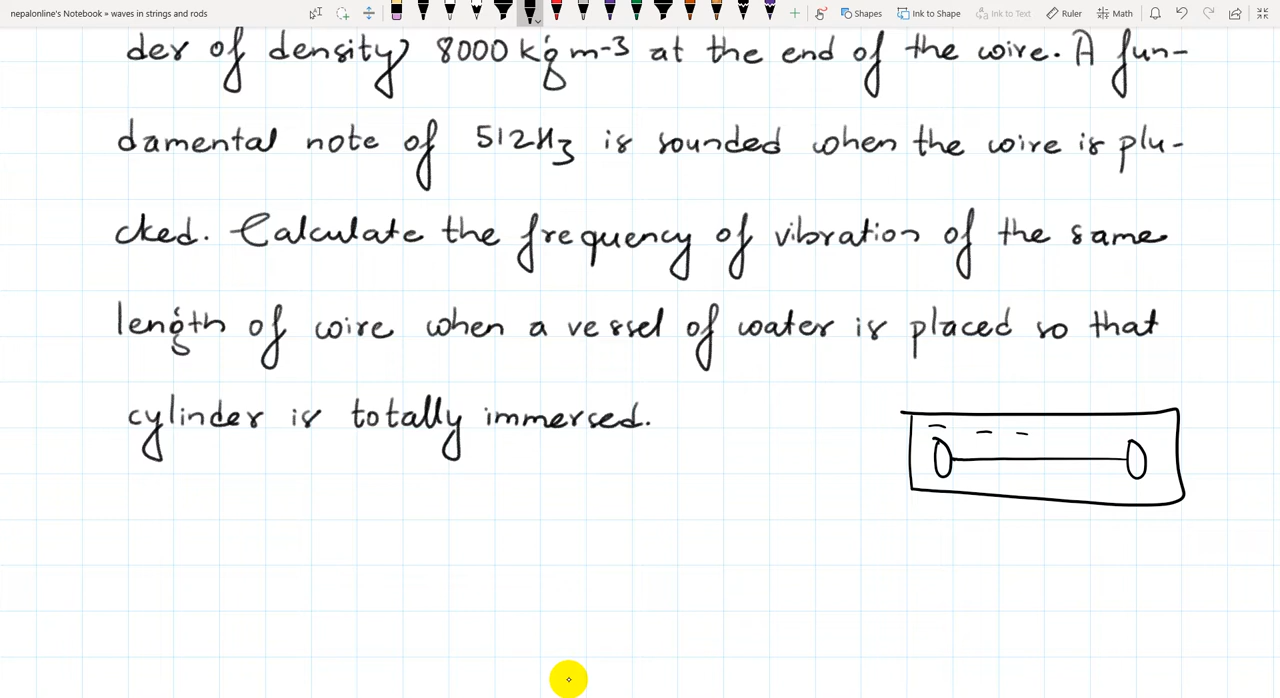 nepalonline's Notebook » waves in strings and rods
Shapes Ink to Shape Ink to Text Ruler Math
der of density 8000 kg m-3 at the end of the wire. A fun-
damental note of 512Hz is sounded when the wire is plu-
cked. Calculate the frequency of vibration of the same
length of wire when a vessel of water is placed so that
cylinder is totally immersed.